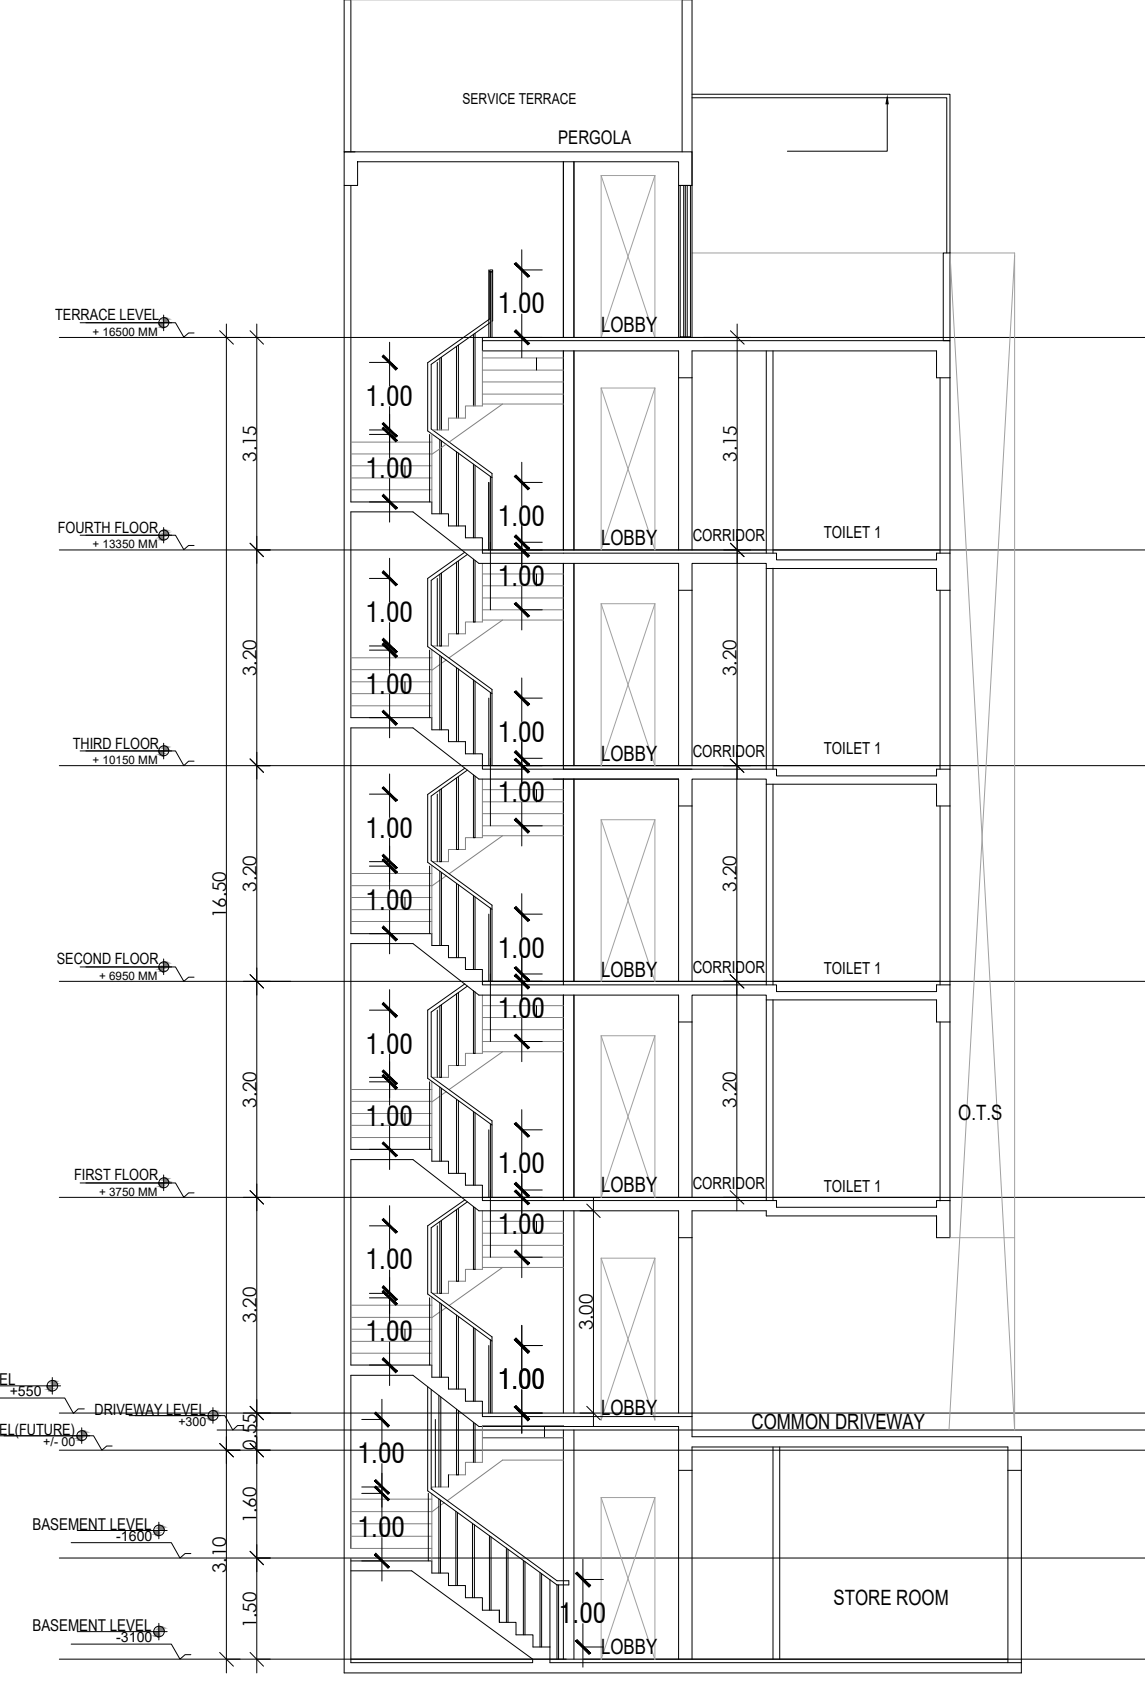 SERVICE TERRACE
PERGOLA
1.00
TERRACE LEVEL
+ 16500 MM
LOBBY
1.00
3.15
3.15
1.00
1.00
FOURTH FLOOR
+ 13350 MM
LOBBY
CORRIDOR
TOILET 1
1.00
1.00
3.20
3.20
1.00
1.00
THIRD FLOOR
+ 10150 MM
LOBBY
CORRIDOR
TOILET 1
1.00
1.00
16.50
3.20
3.20
1.00
1.00
SECOND FLOOR
+ 6950 MM
LOBBY
CORRIDOR
TOILET 1
1.00
1.00
3.20
3.20
1.00
O.T.S
1.00
FIRST FLOOR
+ 3750 MM
LOBBY
CORRIDOR
TOILET 1
1.00
1.00
3.20
3.00
1.00
1.00
EL
+550
LOBBY
DRIVEWAY LEVEL
+300
COMMON DRIVEWAY
EL(FUTURE)
+/- 00
0.55
1.00
1.60
1.00
BASEMENT LEVEL
-1600
3.10
1.50
STORE ROOM
1.00
BASEMENT LEVEL
-3100
LOBBY